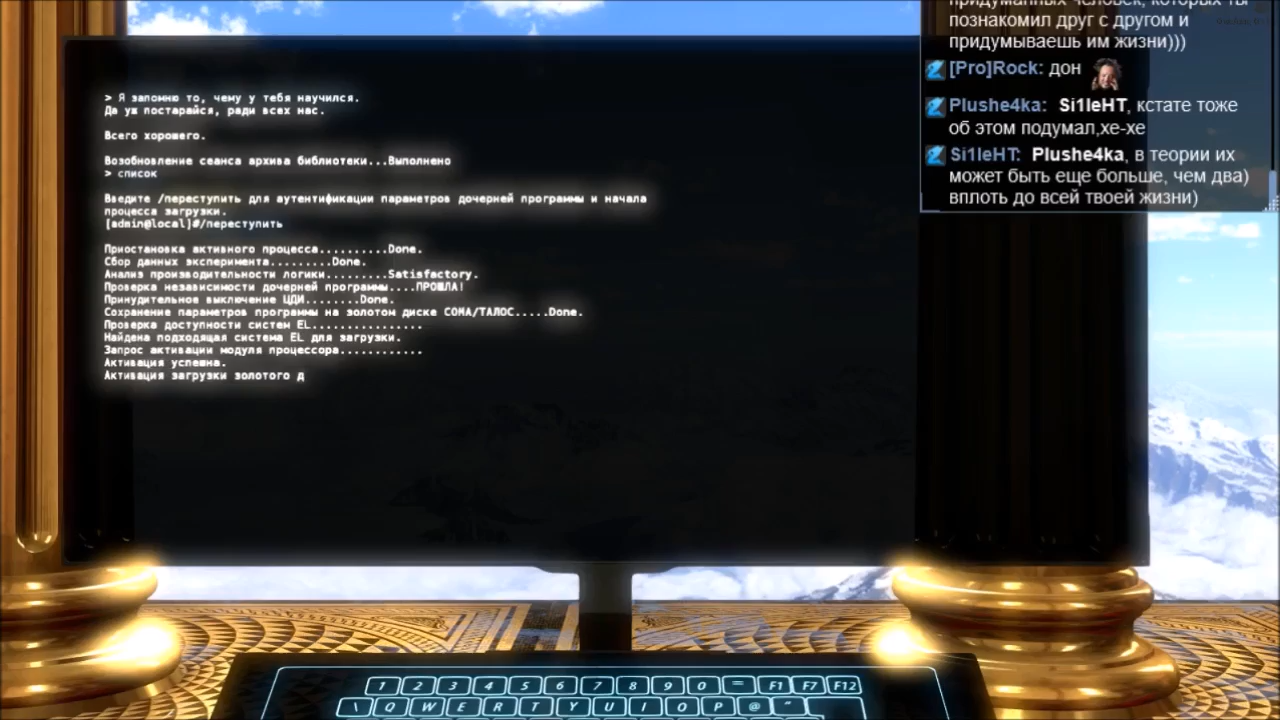 > Я запомню то, чему у тебя научился.
Да уж постарайся, ради всех нас.
Всего хорошего.
Возобновление сеанса архива библиотеки...Выполнено
> список
Введите /переступить для аутентификации параметров дочерней программы и начала
процесса загрузки.
[admin@local]#/переступить
Приостановка активного процесса..........Done.
Сбор данных эксперимента.........Done.
Анализ производительности логики.........Satisfactory.
Проверка независимости дочерней программы....ПРОШЛА!
Принудительное выключение ЦДИ........Done.
Сохранение параметров программы на золотом диске СОМА/ТАЛОС.....Done.
Проверка доступности систем EL................
Найдена подходящая система EL для загрузки.
Запрос активации модуля процессора............
Активация успешна.
Активация загрузки золотого д
придуманных человек, которых ты
познакомил друг с другом и
придумываешь им жизни)))
[Pro]Rock: дон
Plushe4ka: Si1leHT, кстате тоже
об этом подумал,хе-хе
Si1leHT: Plushe4ka, в теории их
может быть еще больше, чем два)
вплоть до всей твоей жизни)
1 2 3 4 5 6 7 8 9 0 = F1 F7 F12
\ Q W E R T Y U I O P @ "